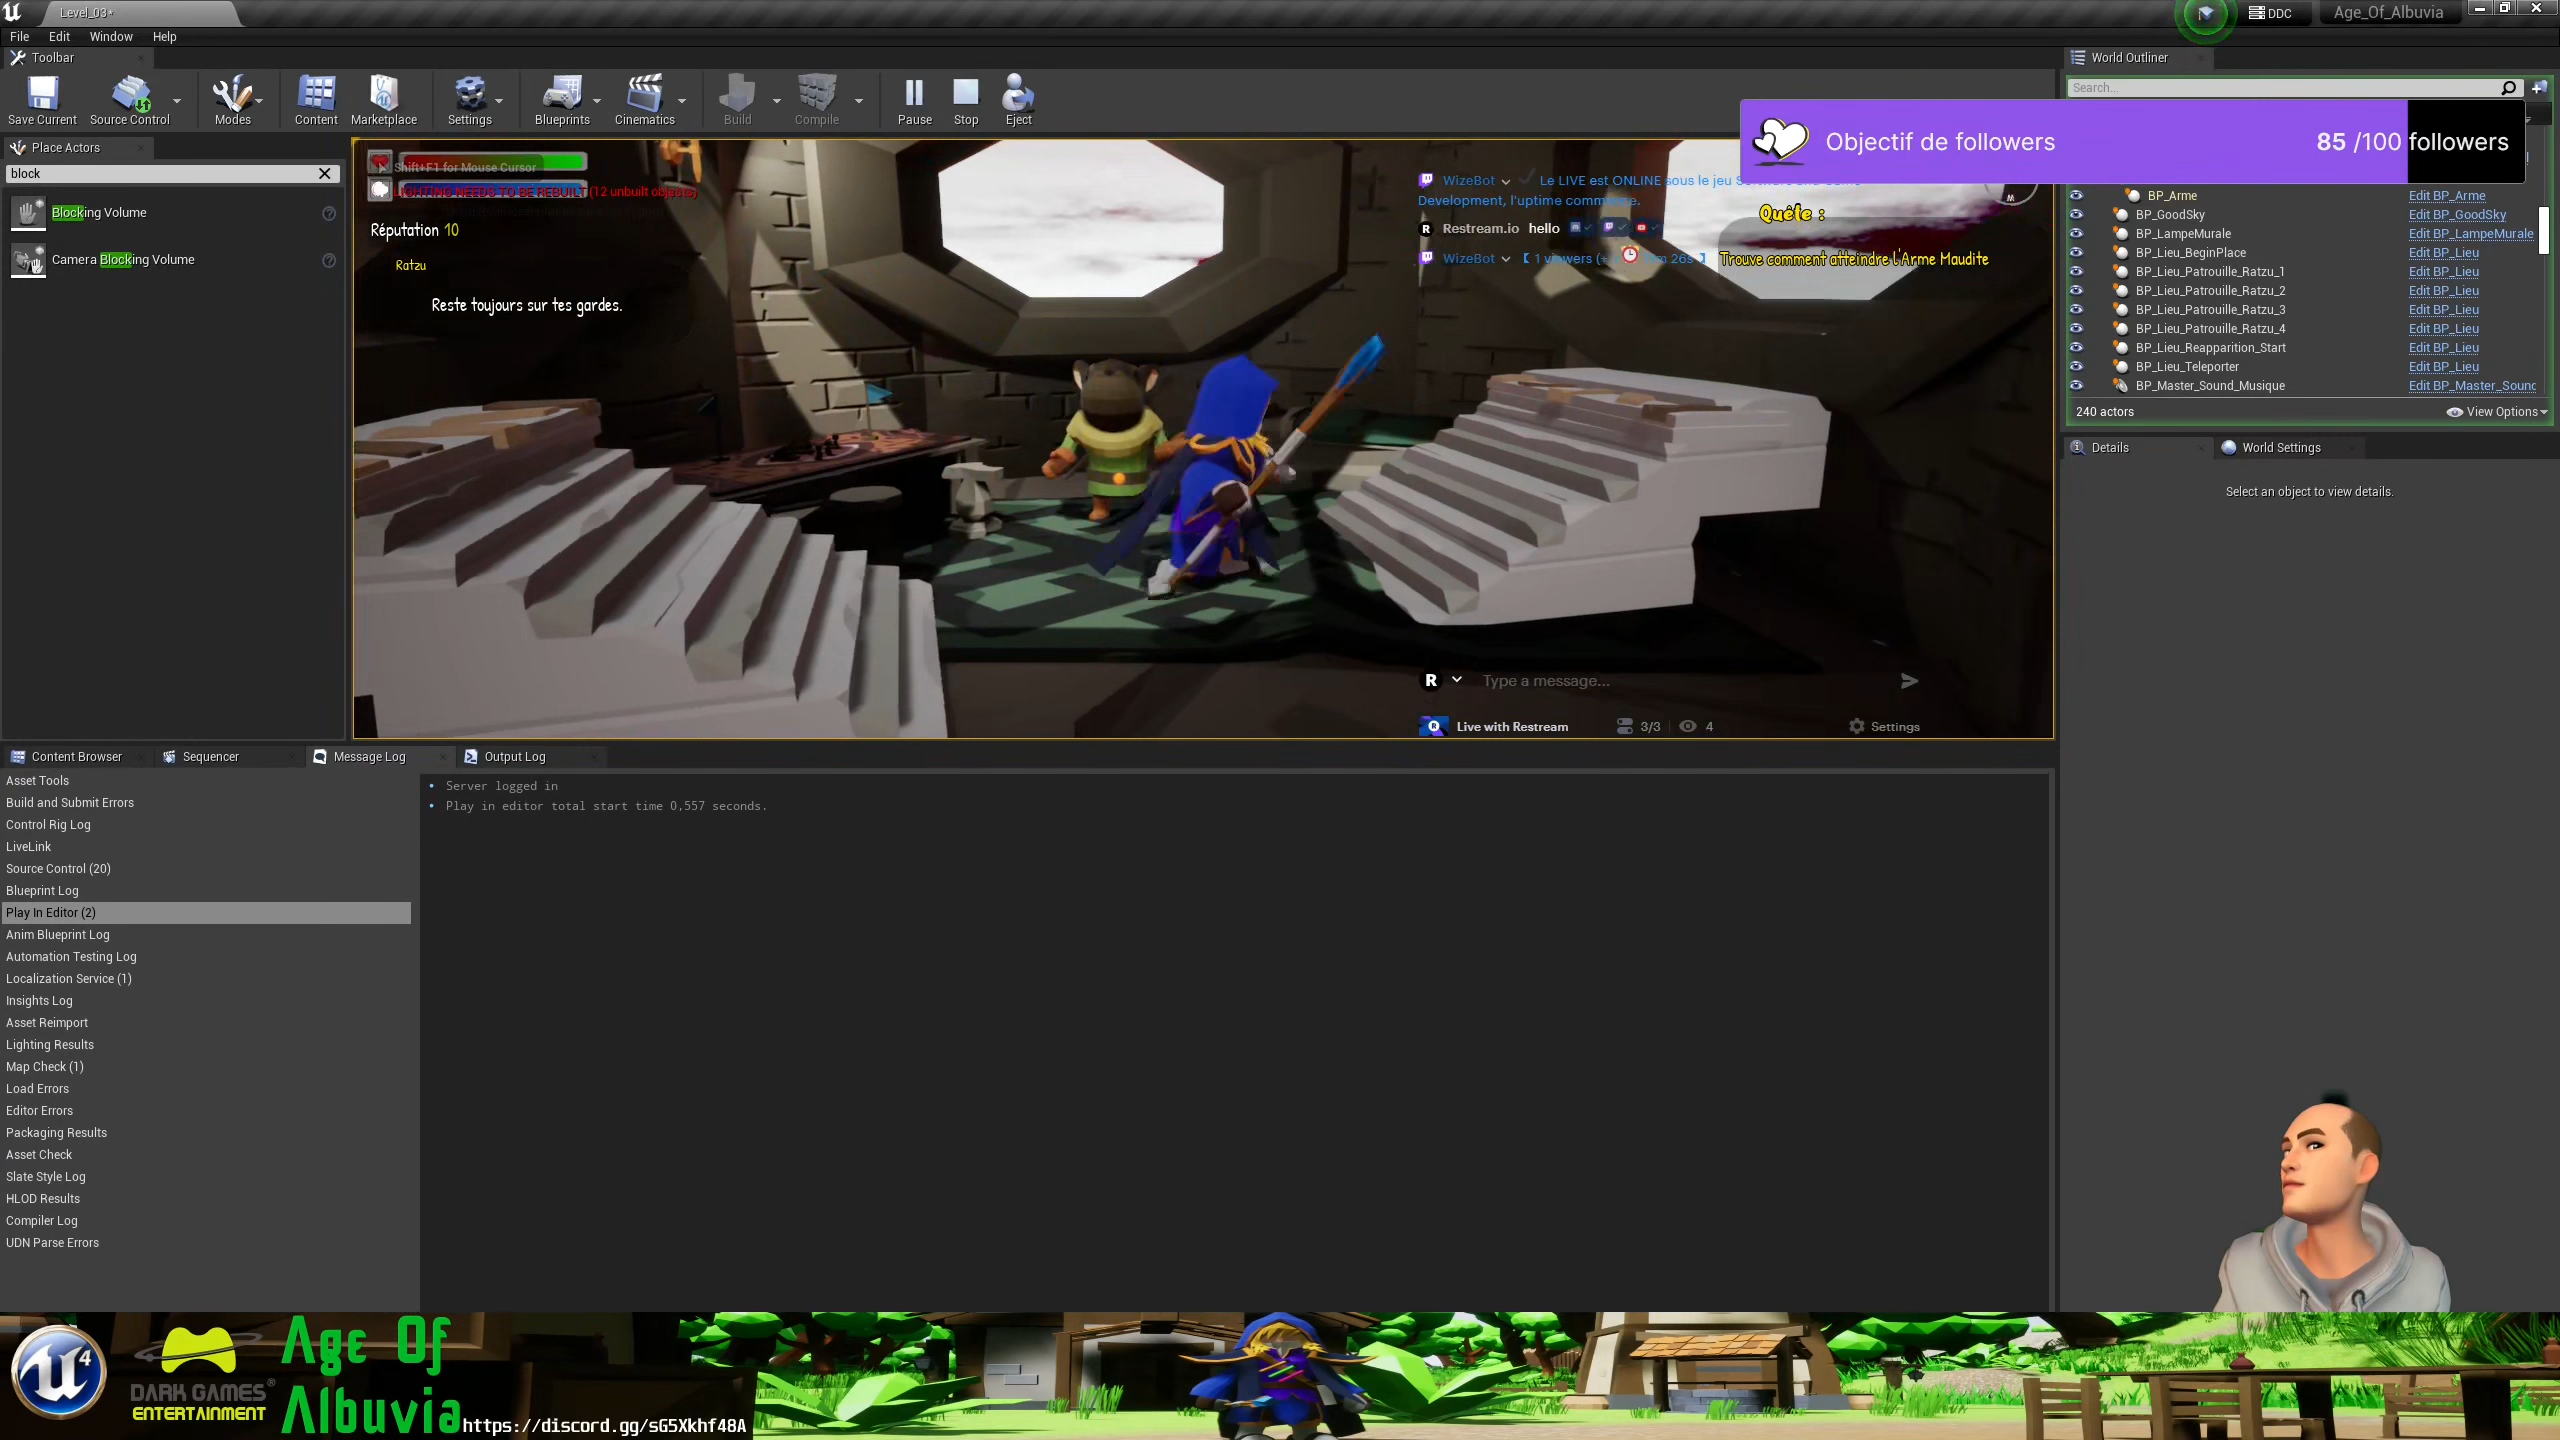 Level_03*
DDC
Age_Of_Albuvia
File Edit Window Help
Toolbar
World Outliner
Search...
Save Current
Source Control
Modes
Content
Marketplace
Settings
Blueprints
Cinematics
Build
Compile
Pause
Stop
Eject
Objectif de followers
85 /100 followers
Place Actors
block
Blocking Volume
Camera Blocking Volume
Shift+F1 for Mouse Cursor
LIGHTING NEEDS TO BE REBUILT (12 unbuilt objects)
Réputation 10
Ratzu
Reste toujours sur tes gardes.
WizeBot
Le LIVE est ONLINE sous le jeu
Development, l'uptime commence.
Restream.io hello
WizeBot
1 viewers
26s
Quête :
Trouve comment atteindre l'Arme Maudite
Type a message...
Live with Restream
3/3
4
Settings
BP_Arme Edit BP_Arme
BP_GoodSky Edit BP_GoodSky
BP_LampeMurale Edit BP_LampeMurale
BP_Lieu_BeginPlace Edit BP_Lieu
BP_Lieu_Patrouille_Ratzu_1 Edit BP_Lieu
BP_Lieu_Patrouille_Ratzu_2 Edit BP_Lieu
BP_Lieu_Patrouille_Ratzu_3 Edit BP_Lieu
BP_Lieu_Patrouille_Ratzu_4 Edit BP_Lieu
BP_Lieu_Reapparition_Start Edit BP_Lieu
BP_Lieu_Teleporter Edit BP_Lieu
BP_Master_Sound_Musique Edit BP_Master_Sound
240 actors
View Options
Details
World Settings
Select an object to view details.
Content Browser
Sequencer
Message Log
Output Log
Asset Tools
Build and Submit Errors
Control Rig Log
LiveLink
Source Control (20)
Blueprint Log
Play In Editor (2)
Anim Blueprint Log
Automation Testing Log
Localization Service (1)
Insights Log
Asset Reimport
Lighting Results
Map Check (1)
Load Errors
Editor Errors
Packaging Results
Asset Check
Slate Style Log
HLOD Results
Compiler Log
UDN Parse Errors
Server logged in
Play in editor total start time 0,557 seconds.
4
DARK GAMES®
ENTERTAINMENT
Age Of
Albuvia
https://discord.gg/sG5Xkhf48A